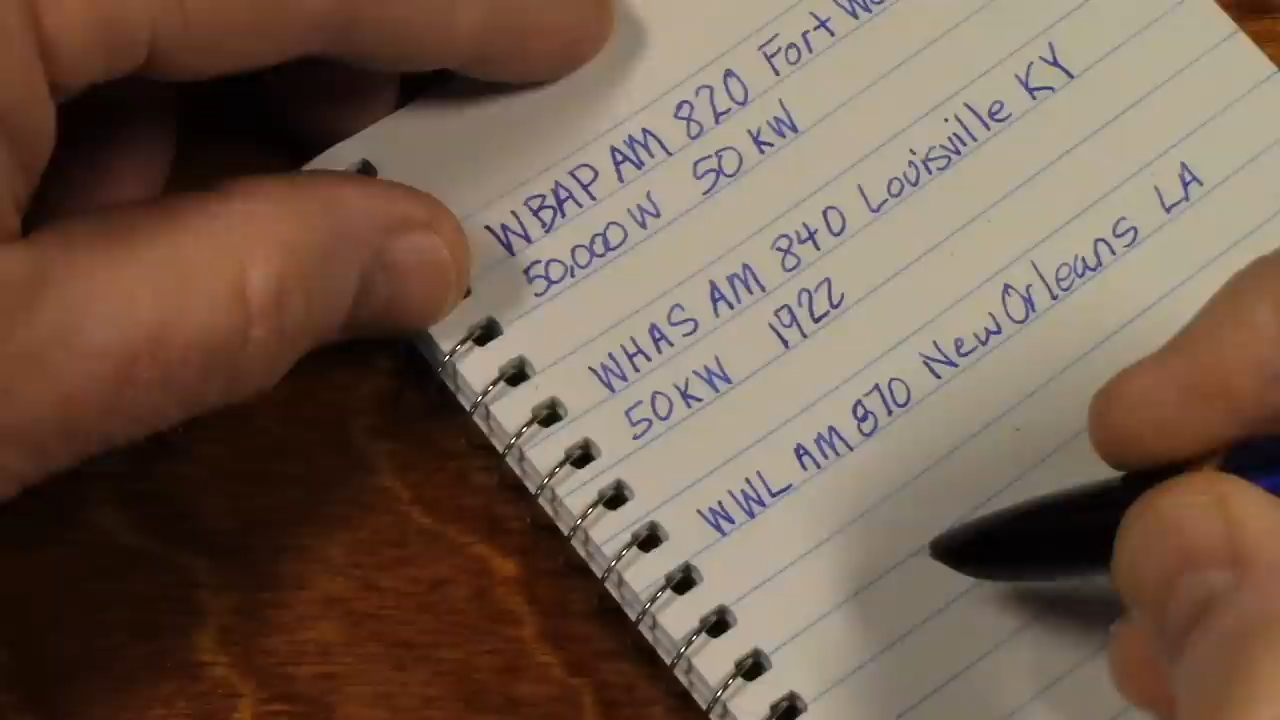 WBAP AM 820 Fort
50,000W 50 KW
WHAS AM 840 Louisville KY
50KW 1922
WWL AM 870 New Orleans LA